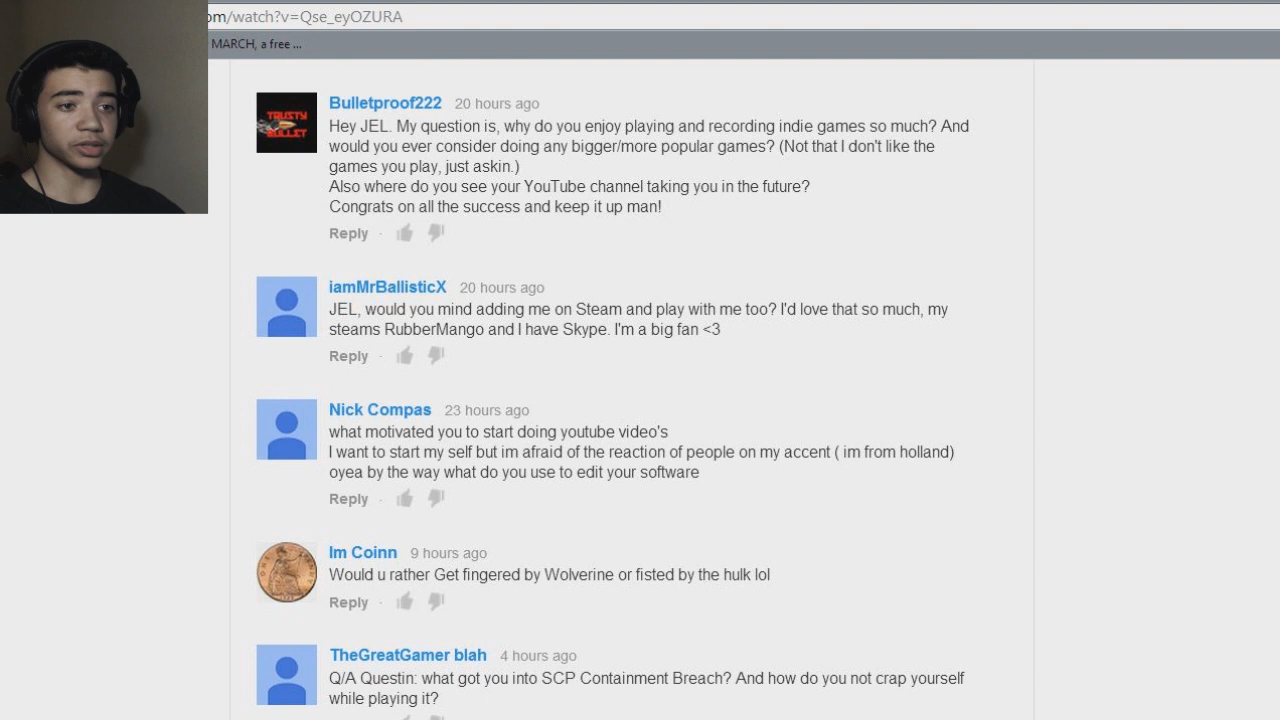 om/watch?v=Qse_eyOZURA
MARCH, a free ...
TRUSTY
BULLET
Bulletproof222 20 hours ago
Hey JEL. My question is, why do you enjoy playing and recording indie games so much? And
would you ever consider doing any bigger/more popular games? (Not that I don't like the
games you play, just askin.)
Also where do you see your YouTube channel taking you in the future?
Congrats on all the success and keep it up man!
Reply ·
iamMrBallisticX 20 hours ago
JEL, would you mind adding me on Steam and play with me too? I'd love that so much, my
steams RubberMango and I have Skype. I'm a big fan <3
Reply ·
Nick Compas 23 hours ago
what motivated you to start doing youtube video's
I want to start my self but im afraid of the reaction of people on my accent ( im from holland)
oyea by the way what do you use to edit your software
Reply ·
Im Coinn 9 hours ago
Would u rather Get fingered by Wolverine or fisted by the hulk lol
Reply ·
TheGreatGamer blah 4 hours ago
Q/A Questin: what got you into SCP Containment Breach? And how do you not crap yourself
while playing it?